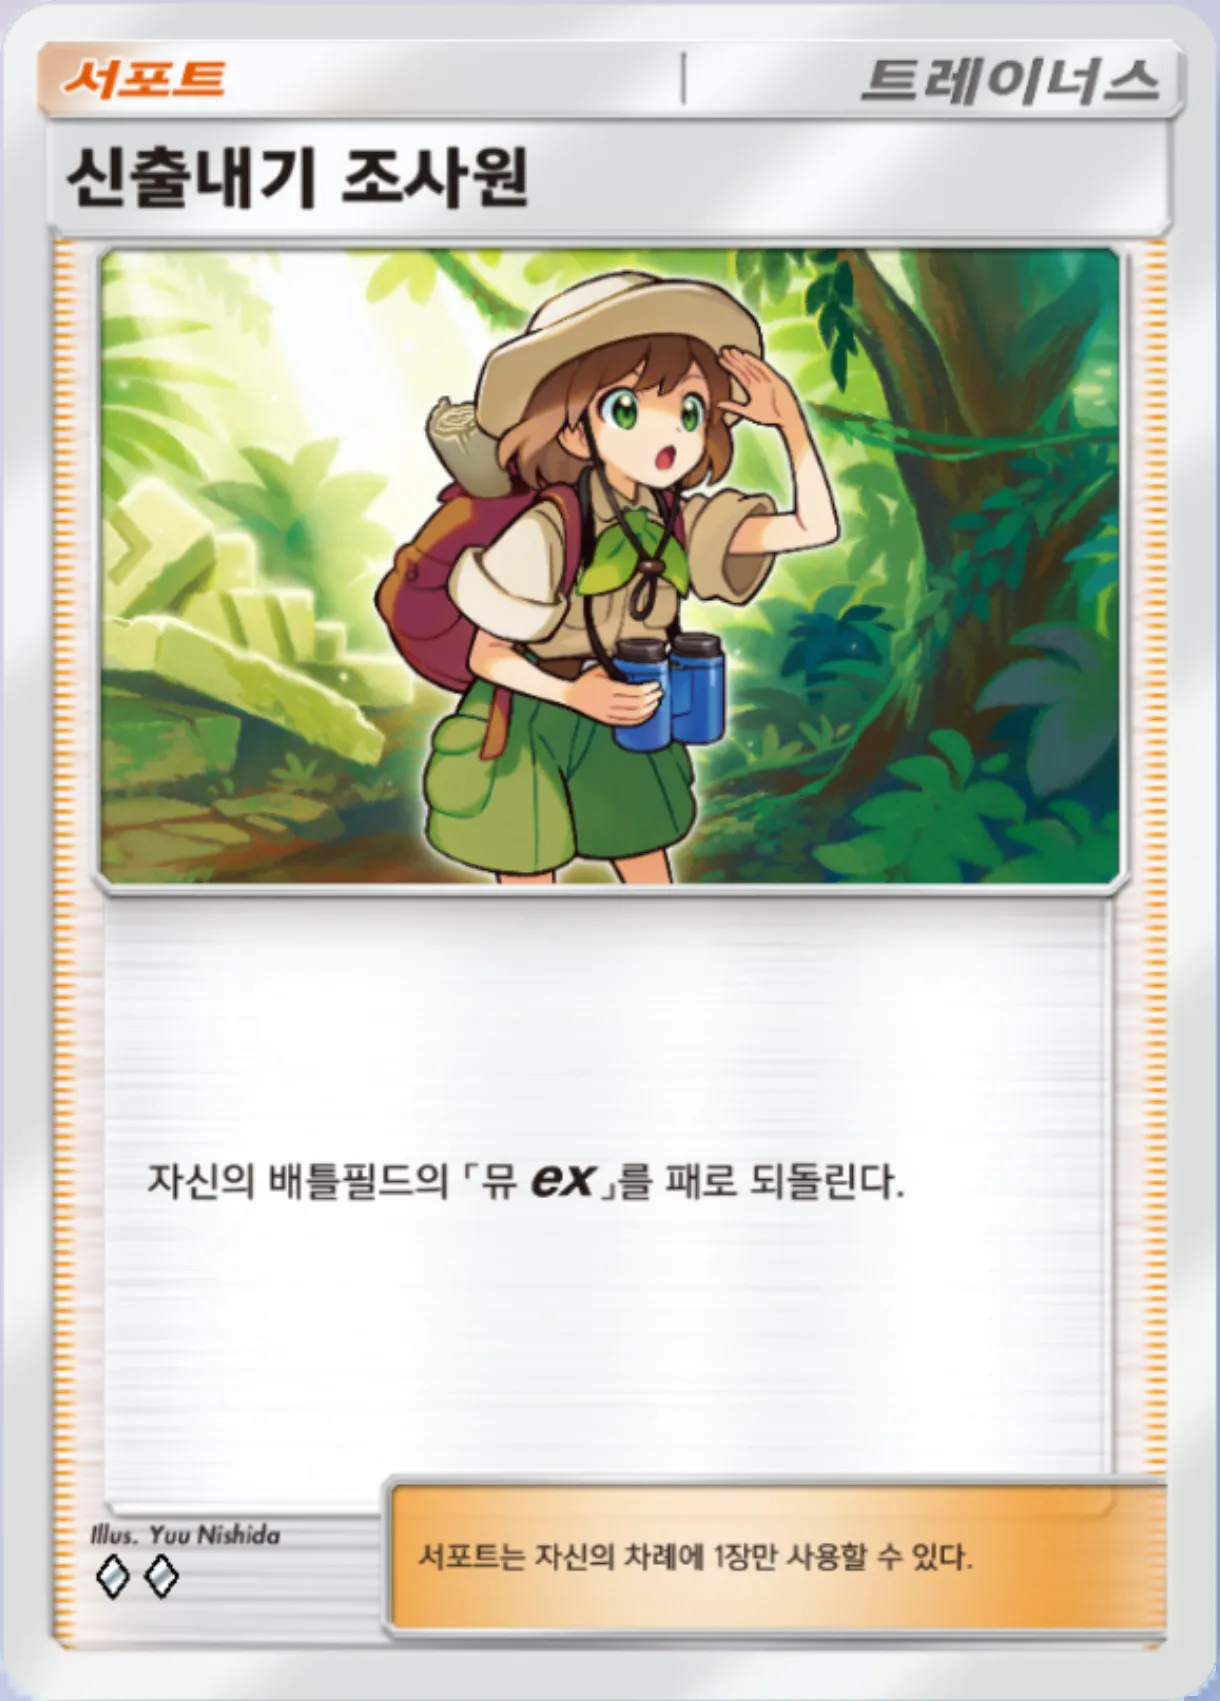 서포트
트레이너스
신출내기 조사원
자신의 배틀필드의 「뮤 ex」를 패로 되돌린다.
Illus. Yuu Nishida
서포트는 자신의 차례에 1장만 사용할 수 있다.